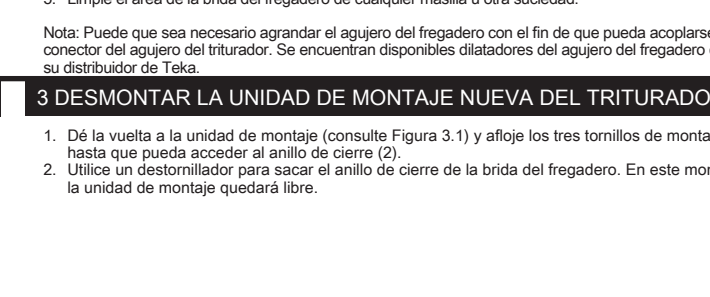 3. Limpie el área de la brida del fregadero de cualquier masilla u otra suciedad.
Nota: Puede que sea necesario agrandar el agujero del fregadero con el fin de que pueda acoplarse
conector del agujero del triturador. Se encuentran disponibles dilatadores del agujero del fregadero
su distribuidor de Teka.
3 DESMONTAR LA UNIDAD DE MONTAJE NUEVA DEL TRITURADO
1. Dé la vuelta a la unidad de montaje (consulte Figura 3.1) y afloje los tres tornillos de monta
hasta que pueda acceder al anillo de cierre (2).
2. Utilice un destornillador para sacar el anillo de cierre de la brida del fregadero. En este mo
la unidad de montaje quedará libre.